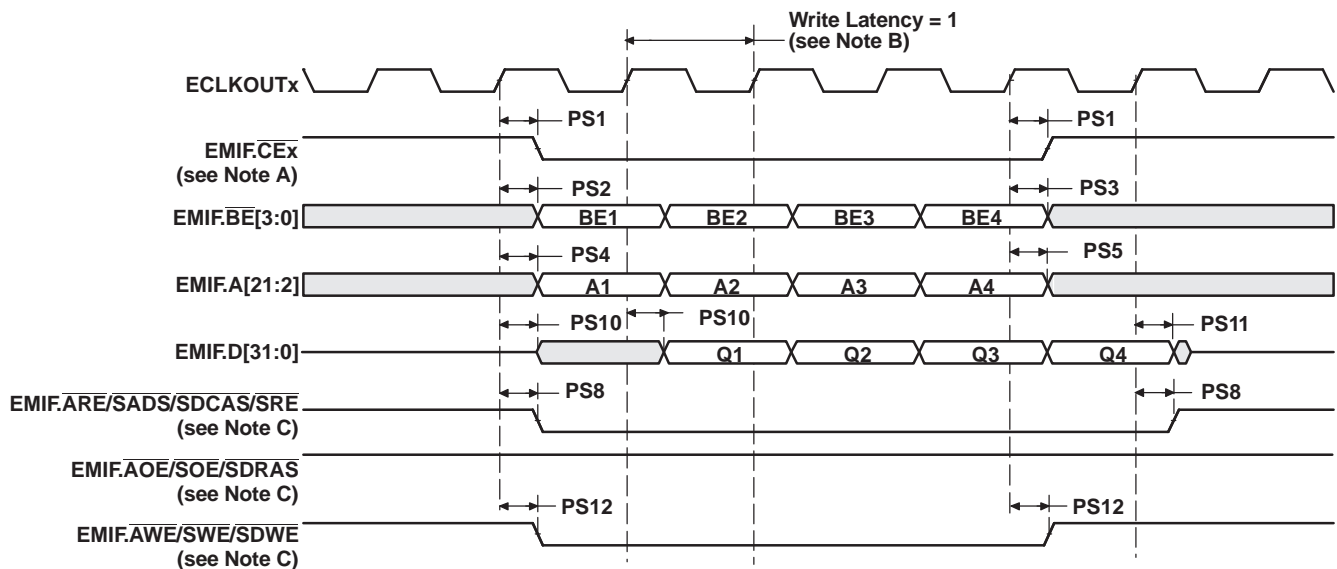 Write Latency = 1
(see Note B)
ECLKOUTx
PS1
PS1
EMIF.CEx
(see Note A)
PS2
PS3
EMIF.BE[3:0]
BE1
BE2
BE3
BE4
PS4
PS5
EMIF.A[21:2]
A1
A2
A3
A4
PS10
PS10
PS11
EMIF.D[31:0]
Q1
Q2
Q3
Q4
PS8
PS8
EMIF.ARE/SADS/SDCAS/SRE
(see Note C)
EMIF.AOE/SOE/SDRAS
(see Note C)
PS12
PS12
EMIF.AWE/SWE/SDWE
(see Note C)